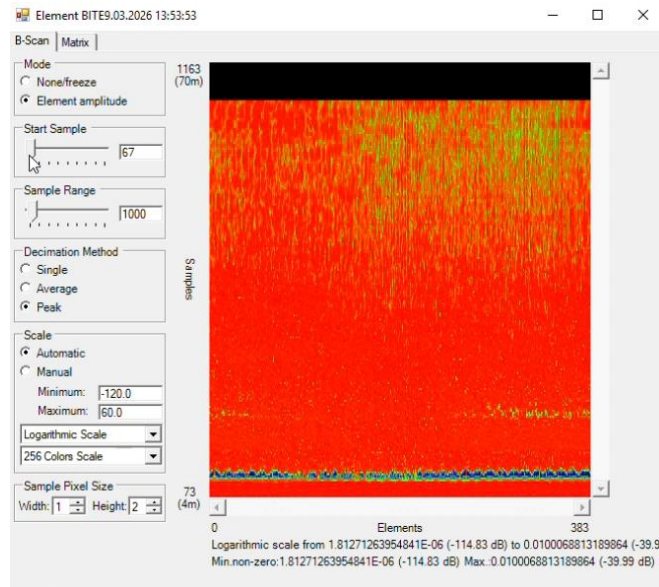 Element BITE9.03.2026 13:53:53
B-Scan
Matrix
Mode
None/freeze
Element amplitude
Start Sample
67
Sample Range
1000
Decimation Method
Single
Average
Peak
Scale
Automatic
Manual
Minimum: -120.0
Maximum: 60.0
Logarithmic Scale
256 Colors Scale
Sample Pixel Size
Width: 1 Height: 2
1163
(70m)
Samples
73
(4m)
0 Elements 383
Logarithmic scale from 1.81271263954841E-06 (-114.83 dB) to 0.0100068813189864 (-39.9
Min.non-zero:1.81271263954841E-06 (-114.83 dB) Max.:0.0100068813189864 (-39.99 dB)